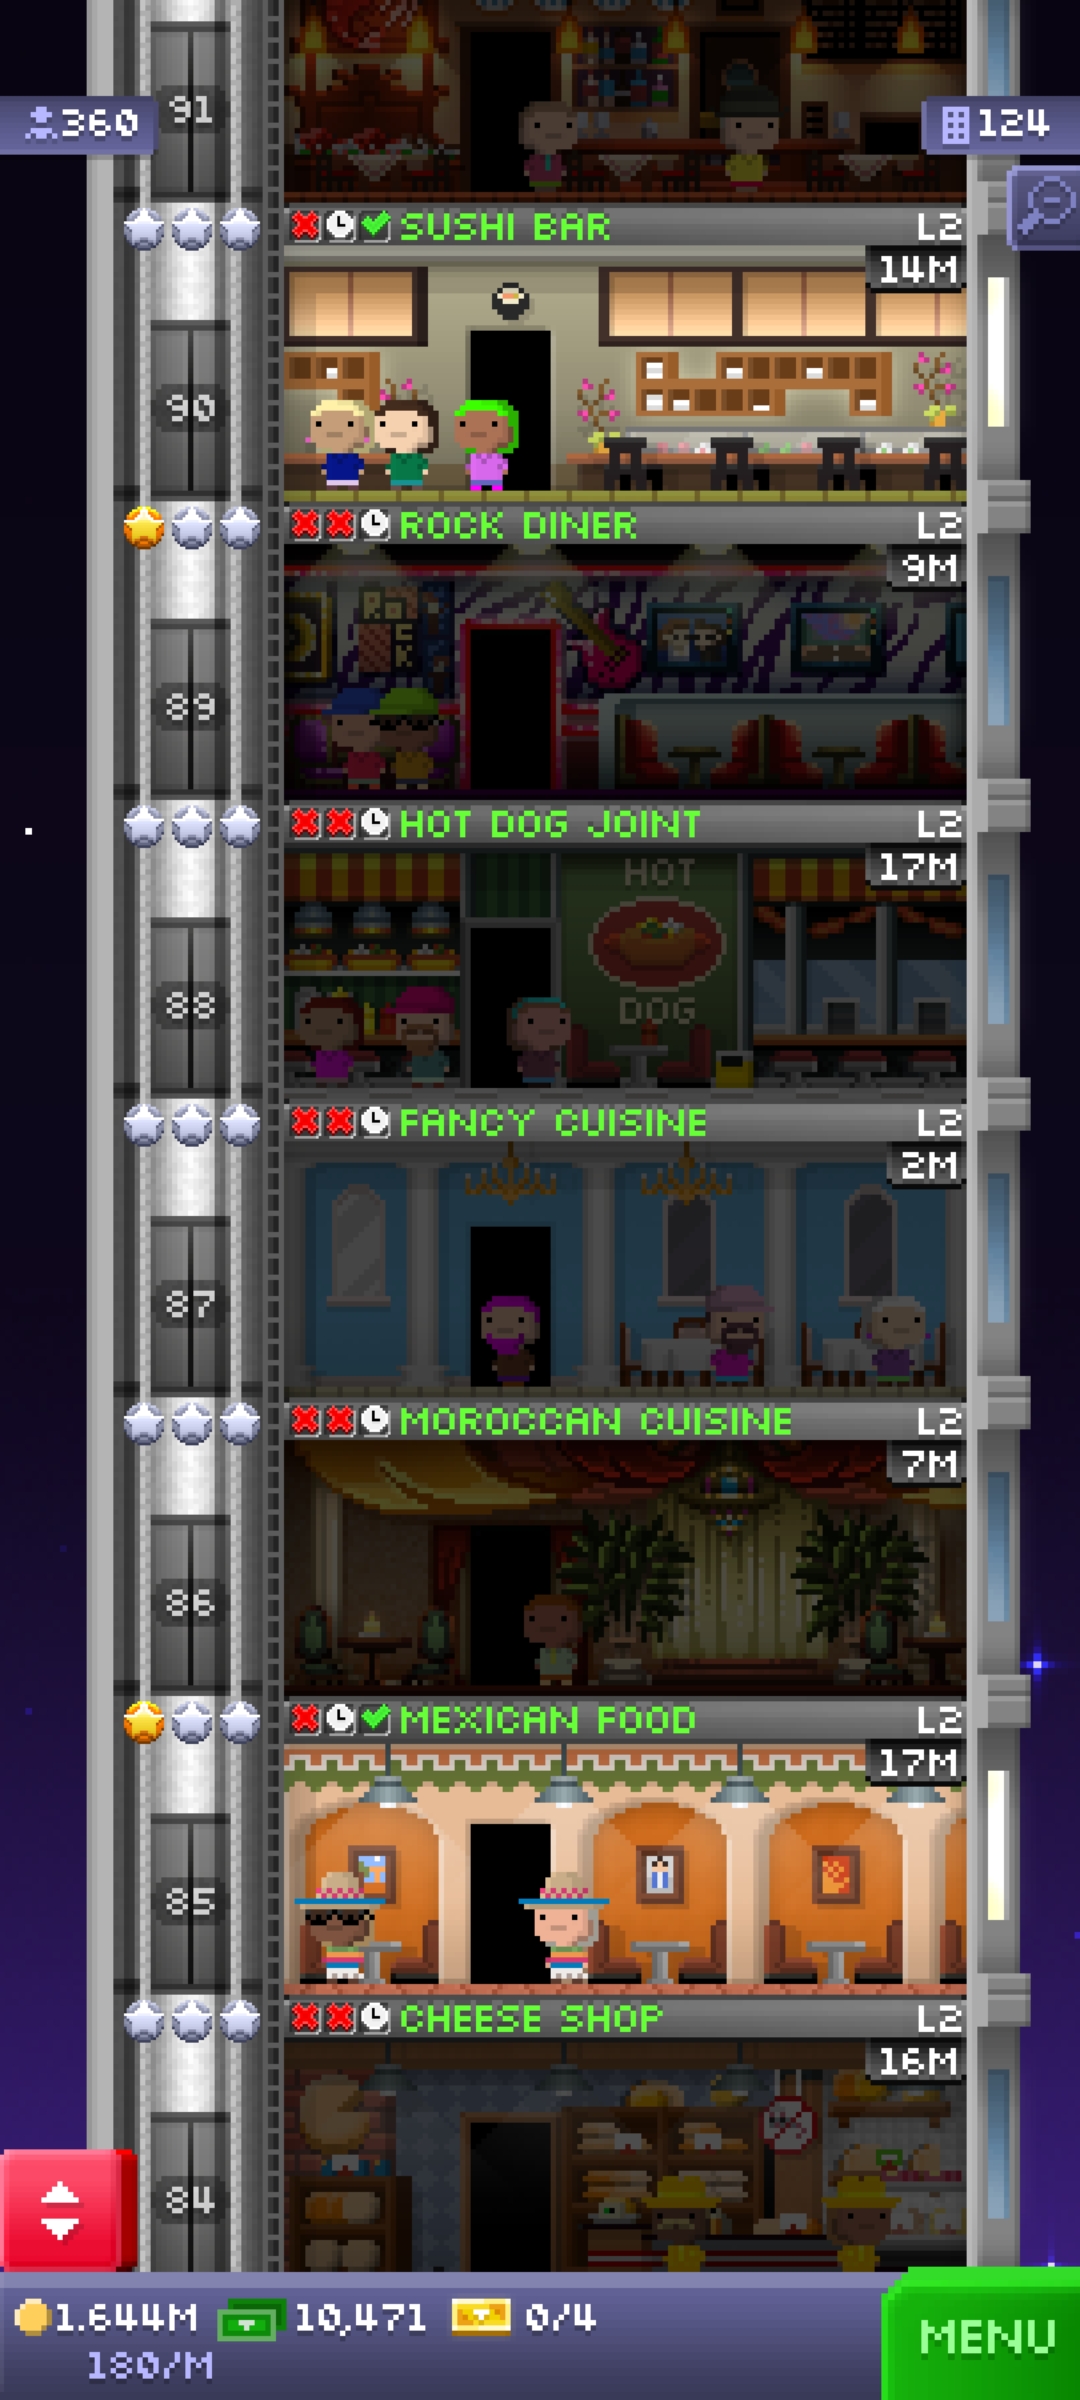 91
360
124
SUSHI BAR L2
14M
90
ROCK DINER L2
9M
ROCK
89
HOT DOG JOINT L2
17M
HOT
DOG
88
FANCY CUISINE L2
2M
87
MOROCCAN CUISINE L2
7M
86
MEXICAN FOOD L2
17M
85
CHEESE SHOP L2
16M
84
1.644M 10,471 0/4
180/M
MENU